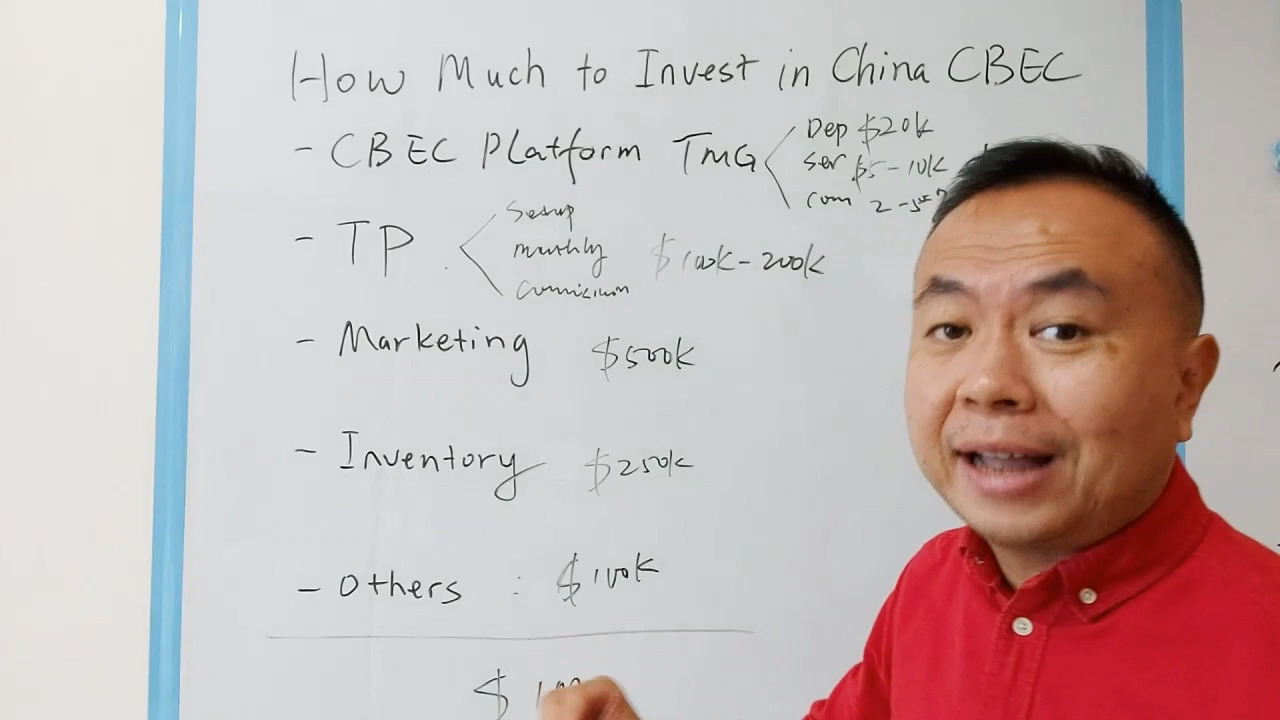 How Much to Invest in China CBEC
- CBEC Platform TMG
Dep $20k
Ser $5-10k
Com 2-5
- TP
Setup
monthly
$100k-200k
- Marketing $500k
- Inventory $250k
- Others : $100k
$